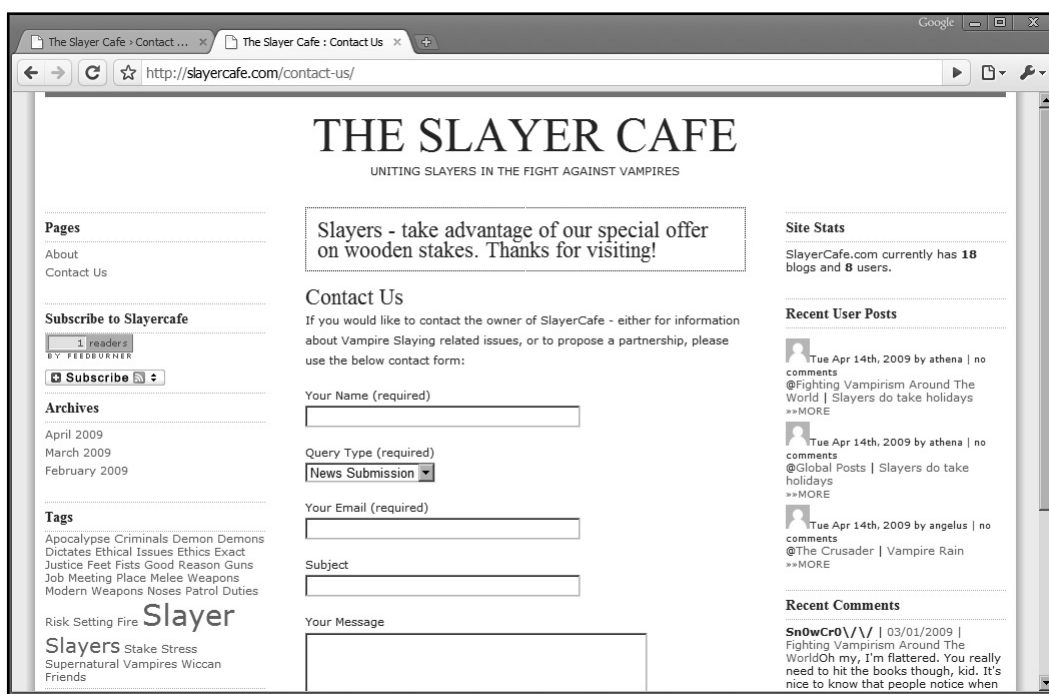 Google
The Slayer Cafe › Contact ...
The Slayer Cafe : Contact Us
http://slayercafe.com/contact-us/
THE SLAYER CAFE
UNITING SLAYERS IN THE FIGHT AGAINST VAMPIRES
Pages
About
Contact Us
Subscribe to Slayercafe
1 readers
BY FEEDBURNER
Subscribe
Archives
April 2009
March 2009
February 2009
Tags
Apocalypse Criminals Demon Demons
Dictates Ethical Issues Ethics Exact
Justice Feet Fists Good Reason Guns
Job Meeting Place Melee Weapons
Modern Weapons Noses Patrol Duties
Risk Setting Fire Slayer
Slayers Stake Stress
Supernatural Vampires Wiccan
Friends
Slayers - take advantage of our special offer
on wooden stakes. Thanks for visiting!
Contact Us
If you would like to contact the owner of SlayerCafe - either for information
about Vampire Slaying related issues, or to propose a partnership, please
use the below contact form:
Your Name (required)
Query Type (required)
News Submission
Your Email (required)
Subject
Your Message
Site Stats
SlayerCafe.com currently has 18
blogs and 8 users.
Recent User Posts
Tue Apr 14th, 2009 by athena | no
comments
@Fighting Vampirism Around The
World | Slayers do take holidays
»»MORE
Tue Apr 14th, 2009 by athena | no
comments
@Global Posts | Slayers do take
holidays
»»MORE
Tue Apr 14th, 2009 by angelus | no
comments
@The Crusader | Vampire Rain
»»MORE
Recent Comments
Sn0wCr0\/\/ | 03/01/2009 |
Fighting Vampirism Around The
WorldOh my, I'm flattered. You really
need to hit the books though, kid. It's
nice to know that people notice when